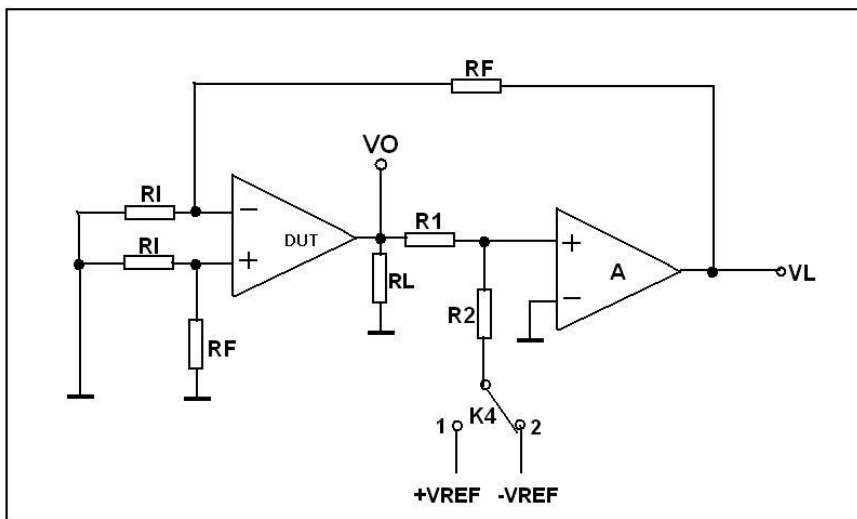 RF
VO
RI
−
DUT
R1
+
RI
+
RL
A
VL
−
R2
RF
K4
1
2
+VREF
-VREF